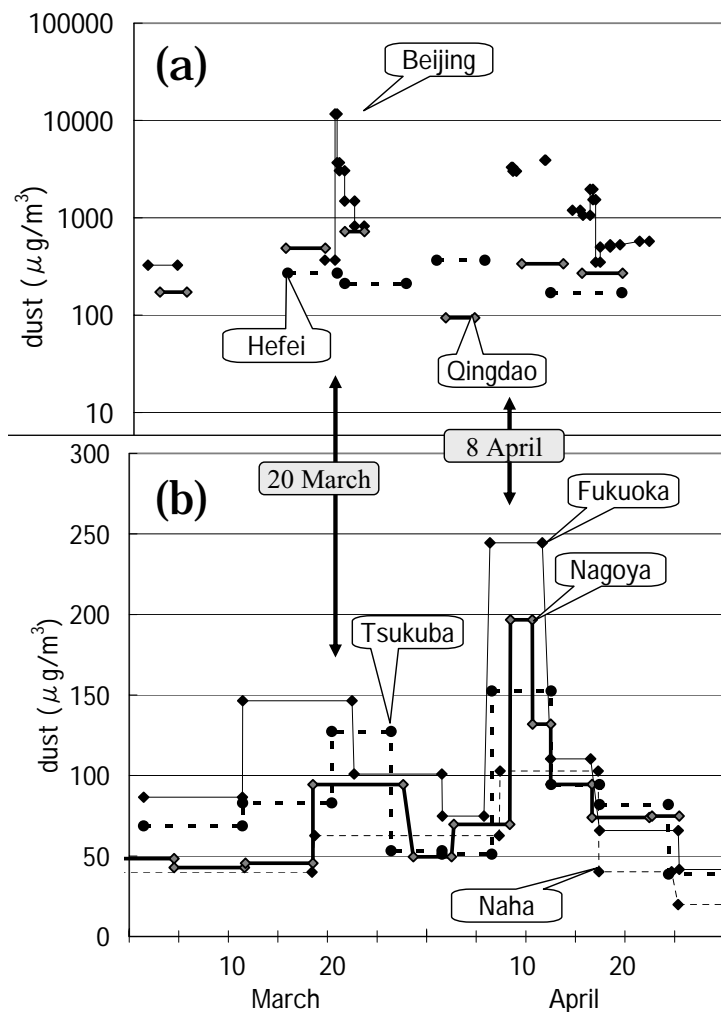 (a)
Beijing
100000
10000
1000
100
10
dust (μg/m³)
Hefei
Qingdao
20 March
8 April
(b)
Fukuoka
Nagoya
Tsukuba
Naha
300
250
200
150
100
50
0
dust (μg/m³)
10 20 10 20
March April